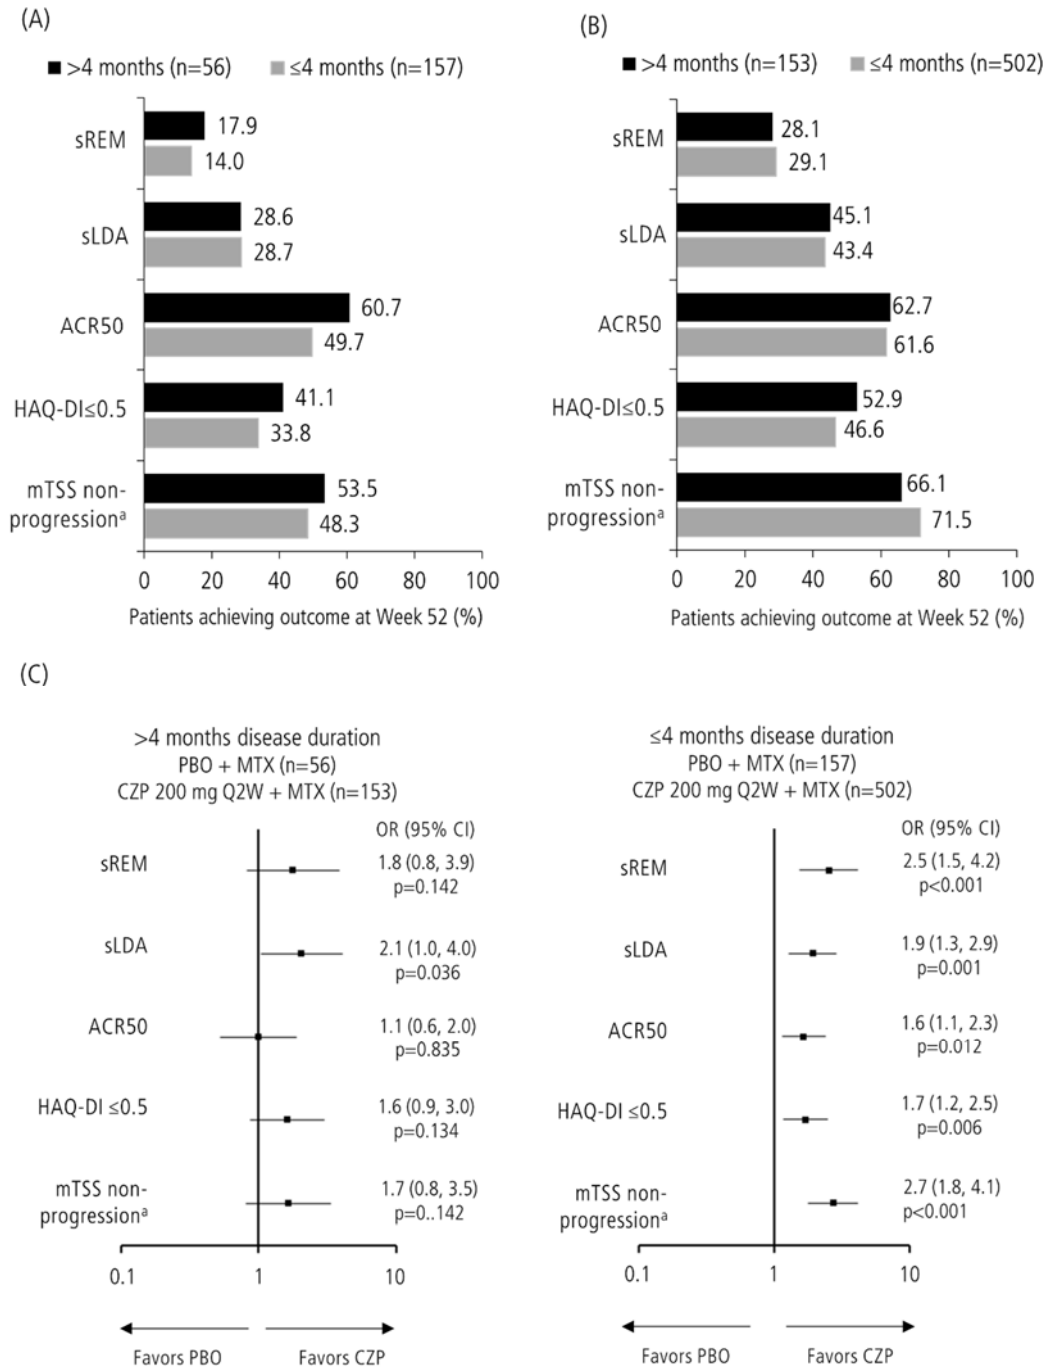 (A)
>4 months (n=56) ≤4 months (n=157)
sREM
17.9
14.0
sLDA
28.6
28.7
ACR50
60.7
49.7
HAQ-DI≤0.5
41.1
33.8
mTSS non-
progressionᵃ
53.5
48.3
0 20 40 60 80 100
Patients achieving outcome at Week 52 (%)
(B)
>4 months (n=153) ≤4 months (n=502)
sREM
28.1
29.1
sLDA
45.1
43.4
ACR50
62.7
61.6
HAQ-DI≤0.5
52.9
46.6
mTSS non-
progressionᵃ
66.1
71.5
0 20 40 60 80 100
Patients achieving outcome at Week 52 (%)
(C)
>4 months disease duration
PBO + MTX (n=56)
CZP 200 mg Q2W + MTX (n=153)
OR (95% CI)
sREM
1.8 (0.8, 3.9)
p=0.142
sLDA
2.1 (1.0, 4.0)
p=0.036
ACR50
1.1 (0.6, 2.0)
p=0.835
HAQ-DI ≤0.5
1.6 (0.9, 3.0)
p=0.134
mTSS non-
progressionᵃ
1.7 (0.8, 3.5)
p=0..142
0.1 1 10
Favors PBO Favors CZP
≤4 months disease duration
PBO + MTX (n=157)
CZP 200 mg Q2W + MTX (n=502)
OR (95% CI)
sREM
2.5 (1.5, 4.2)
p<0.001
sLDA
1.9 (1.3, 2.9)
p=0.001
ACR50
1.6 (1.1, 2.3)
p=0.012
HAQ-DI ≤0.5
1.7 (1.2, 2.5)
p=0.006
mTSS non-
progressionᵃ
2.7 (1.8, 4.1)
p<0.001
0.1 1 10
Favors PBO Favors CZP